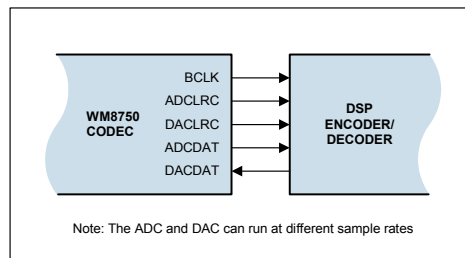 BCLK
ADCLRC
WM8750
CODEC
DACLRC
ADCDAT
DACDAT
DSP
ENCODER/
DECODER
Note: The ADC and DAC can run at different sample rates